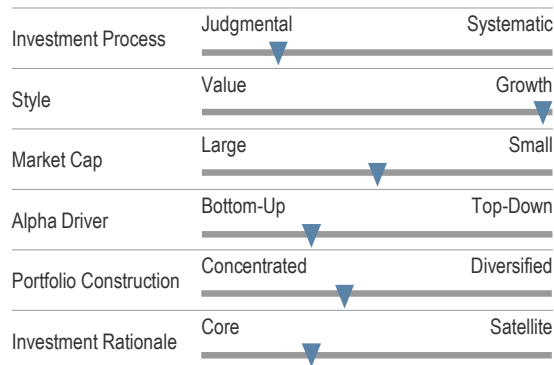 Judgmental Systematic
Investment Process
Value Growth
Style
Large Small
Market Cap
Bottom-Up Top-Down
Alpha Driver
Concentrated Diversified
Portfolio Construction
Core Satellite
Investment Rationale